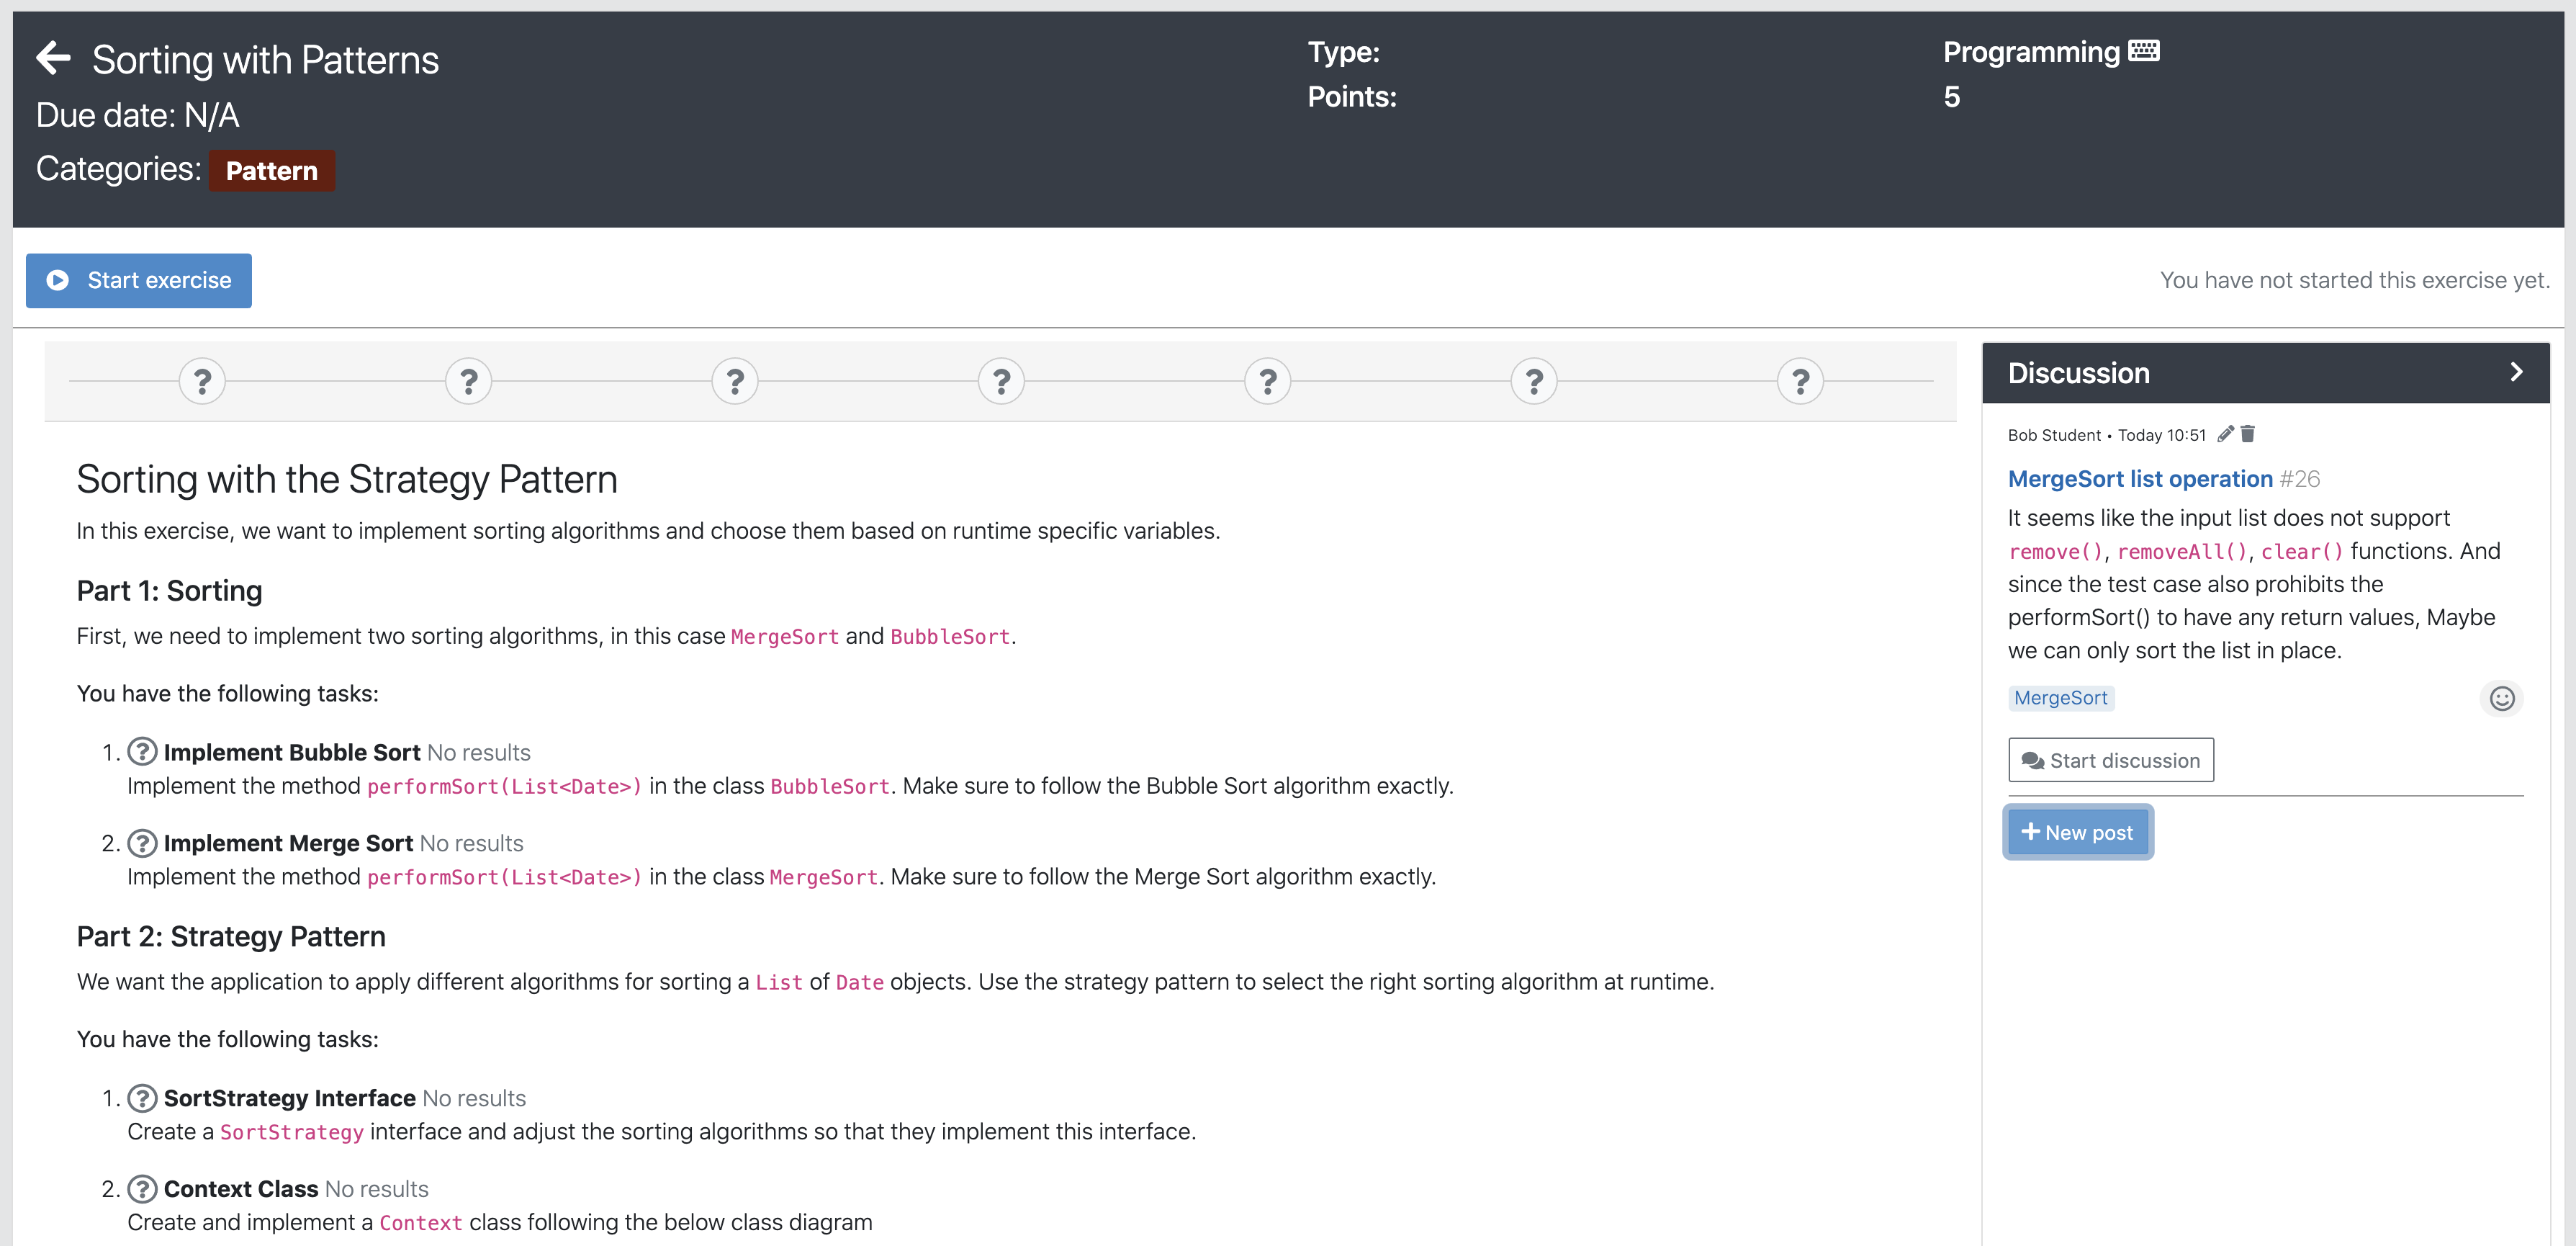 Sorting with Patterns
Due date: N/A
Categories: Pattern
Type:
Programming
Points:
5
Start exercise
You have not started this exercise yet.
? ? ? ? ? ? ?
Sorting with the Strategy Pattern
In this exercise, we want to implement sorting algorithms and choose them based on runtime specific variables.
Part 1: Sorting
First, we need to implement two sorting algorithms, in this case MergeSort and BubbleSort.
You have the following tasks:
1. ? Implement Bubble Sort No results
Implement the method performSort(List<Date>) in the class BubbleSort. Make sure to follow the Bubble Sort algorithm exactly.
2. ? Implement Merge Sort No results
Implement the method performSort(List<Date>) in the class MergeSort. Make sure to follow the Merge Sort algorithm exactly.
Part 2: Strategy Pattern
We want the application to apply different algorithms for sorting a List of Date objects. Use the strategy pattern to select the right sorting algorithm at runtime.
You have the following tasks:
1. ? SortStrategy Interface No results
Create a SortStrategy interface and adjust the sorting algorithms so that they implement this interface.
2. ? Context Class No results
Create and implement a Context class following the below class diagram
Discussion
Bob Student • Today 10:51
MergeSort list operation #26
It seems like the input list does not support
remove(), removeAll(), clear() functions. And
since the test case also prohibits the
performSort() to have any return values, Maybe
we can only sort the list in place.
MergeSort
Start discussion
+ New post